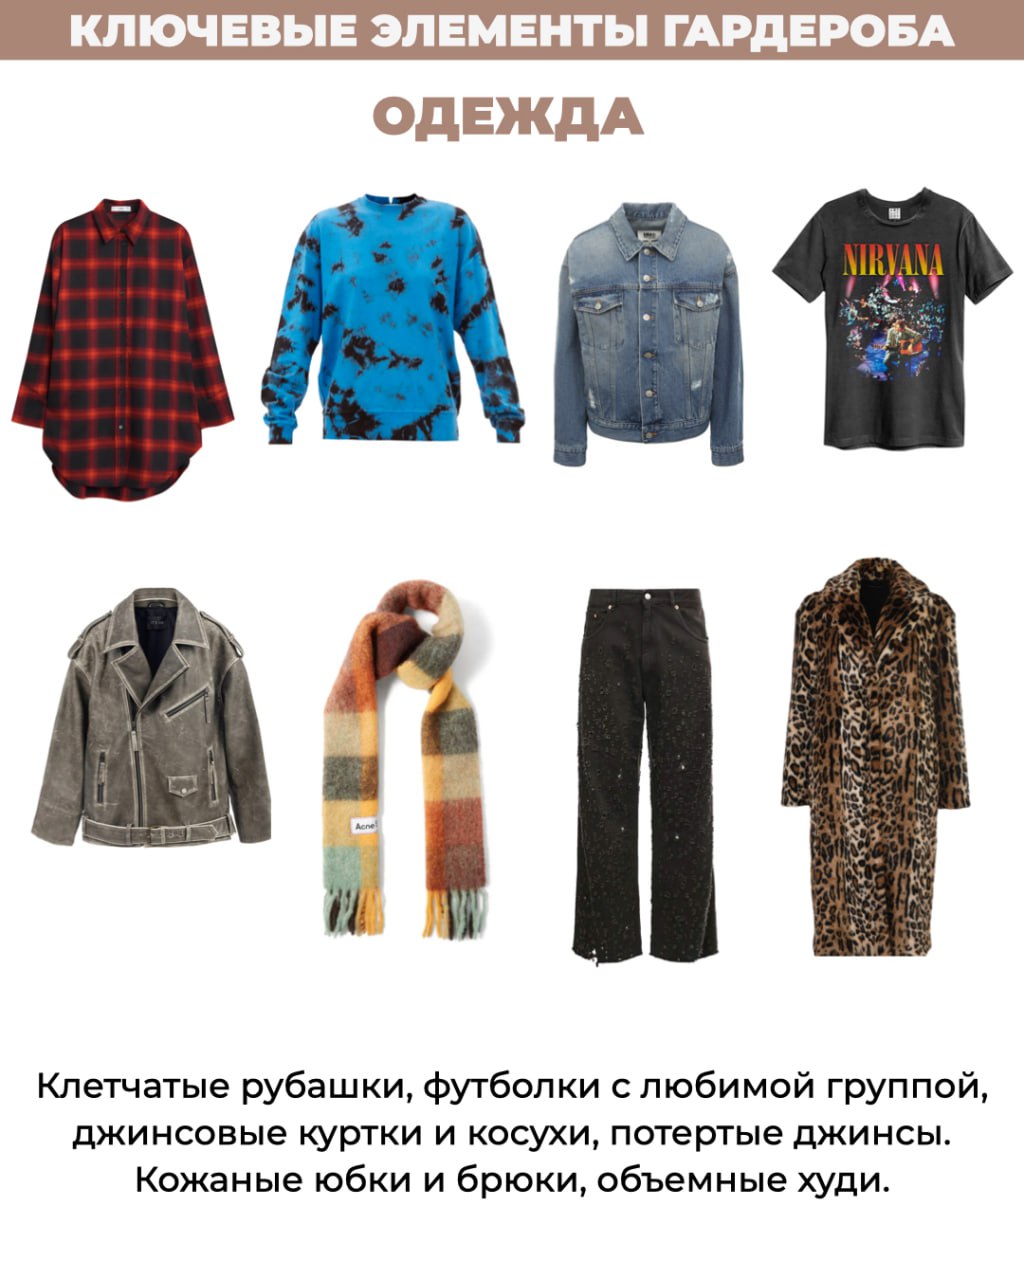 КЛЮЧЕВЫЕ ЭЛЕМЕНТЫ ГАРДЕРОБА
ОДЕЖДА
NIRVANA
Acne
Клетчатые рубашки, футболки с любимой группой,
джинсовые куртки и косухи, потертые джинсы.
Кожаные юбки и брюки, объемные худи.